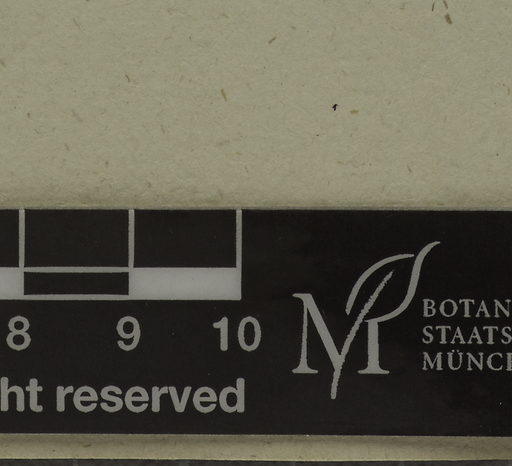 8 9 10
ht reserved
M
BOTAN
STAATS
MÜNC